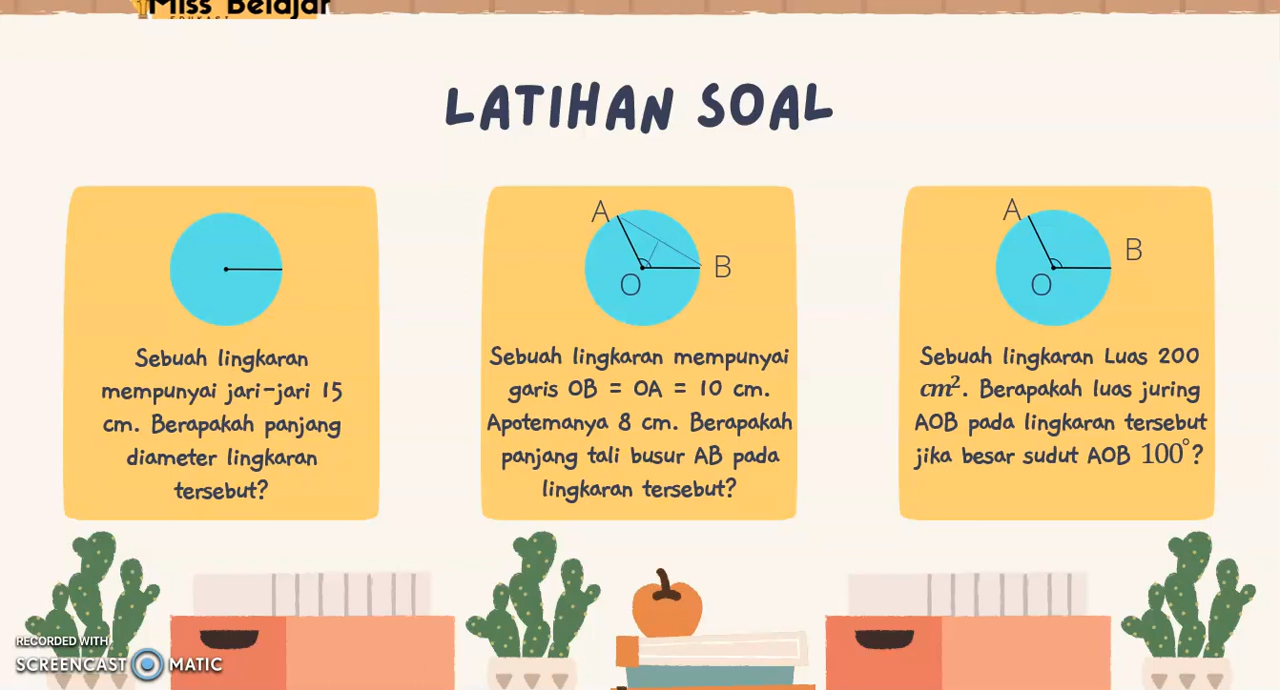 Miss Belajar
EDUKASI
LATIHAN SOAL
A
B
O
Sebuah lingkaran
mempunyai jari-jari 15
cm. Berapakah panjang
diameter lingkaran
tersebut?
Sebuah lingkaran mempunyai
garis OB = OA = 10 cm.
Apotemanya 8 cm. Berapakah
panjang tali busur AB pada
lingkaran tersebut?
A
B
O
Sebuah lingkaran Luas 200
cm². Berapakah luas juring
AOB pada lingkaran tersebut
jika besar sudut AOB 100°?
RECORDED WITH
SCREENCAST MATIC